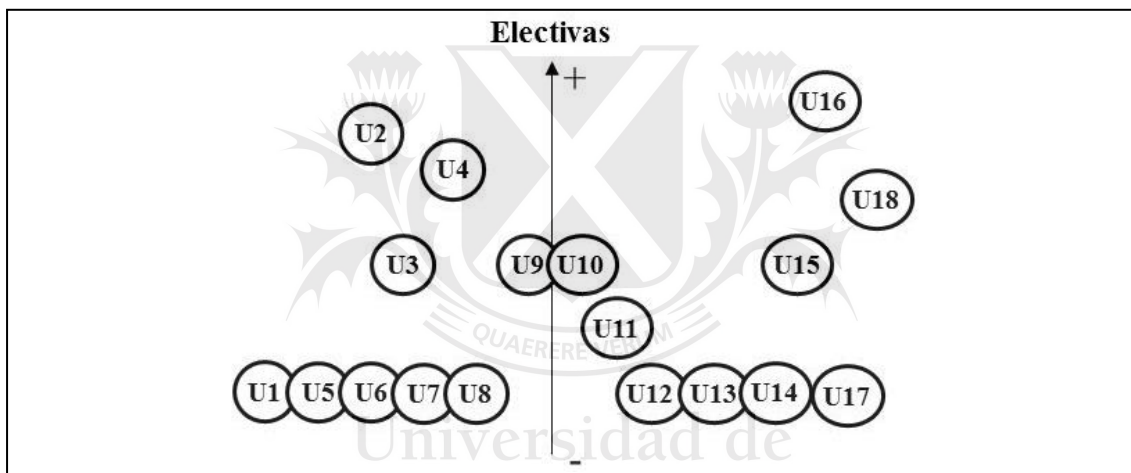 Electivas
+
U16
U2
U4
U18
U3
U9
U10
U15
U11
QUAERERE VERUM
U1 U5 U6 U7 U8
U12 U13 U14 U17
Universidad de
-